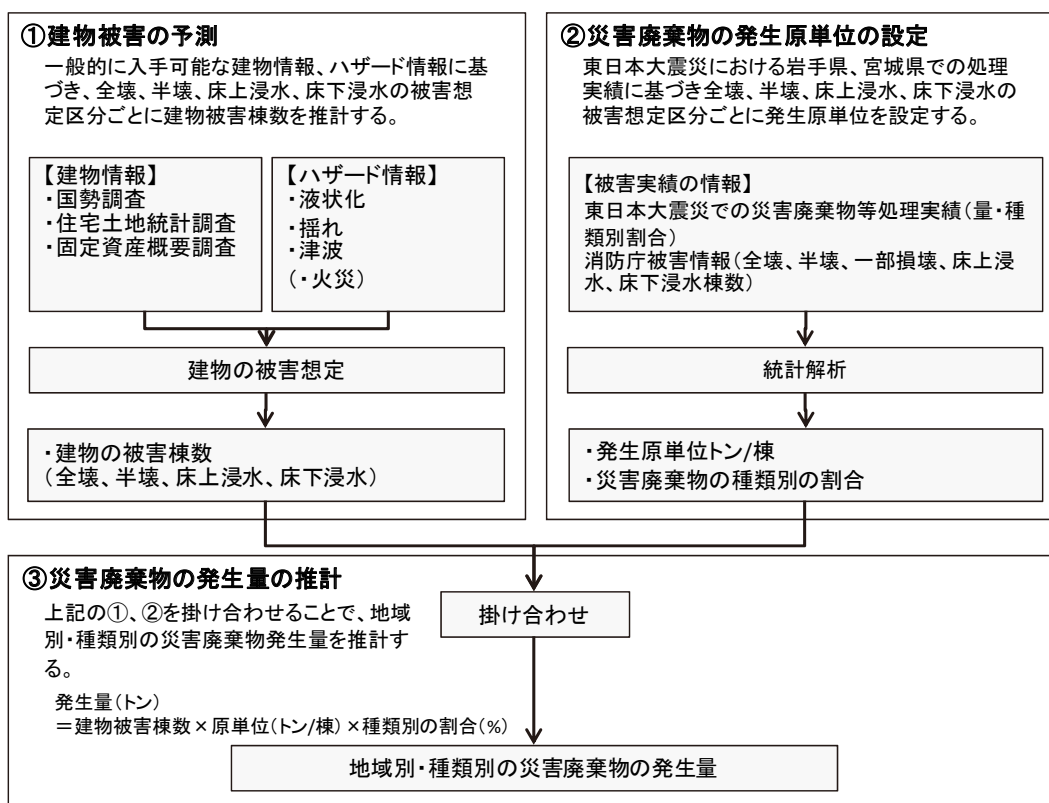 ①建物被害の予測
一般的に入手可能な建物情報、ハザード情報に基
づき、全壊、半壊、床上浸水、床下浸水の被害想
定区分ごとに建物被害棟数を推計する。
【建物情報】
・国勢調査
・住宅土地統計調査
・固定資産概要調査
【ハザード情報】
・液状化
・揺れ
・津波
(・火災)
建物の被害想定
・建物の被害棟数
(全壊、半壊、床上浸水、床下浸水)
②災害廃棄物の発生原単位の設定
東日本大震災における岩手県、宮城県での処理
実績に基づき全壊、半壊、床上浸水、床下浸水の
被害想定区分ごとに発生原単位を設定する。
【被害実績の情報】
東日本大震災での災害廃棄物等処理実績(量・種
類別割合)
消防庁被害情報(全壊、半壊、一部損壊、床上浸
水、床下浸水棟数)
統計解析
・発生原単位トン/棟
・災害廃棄物の種類別の割合
③災害廃棄物の発生量の推計
上記の①、②を掛け合わせることで、地域
別・種類別の災害廃棄物発生量を推計す
る。
発生量(トン)
=建物被害棟数×原単位(トン/棟)×種類別の割合(%)
掛け合わせ
地域別・種類別の災害廃棄物の発生量